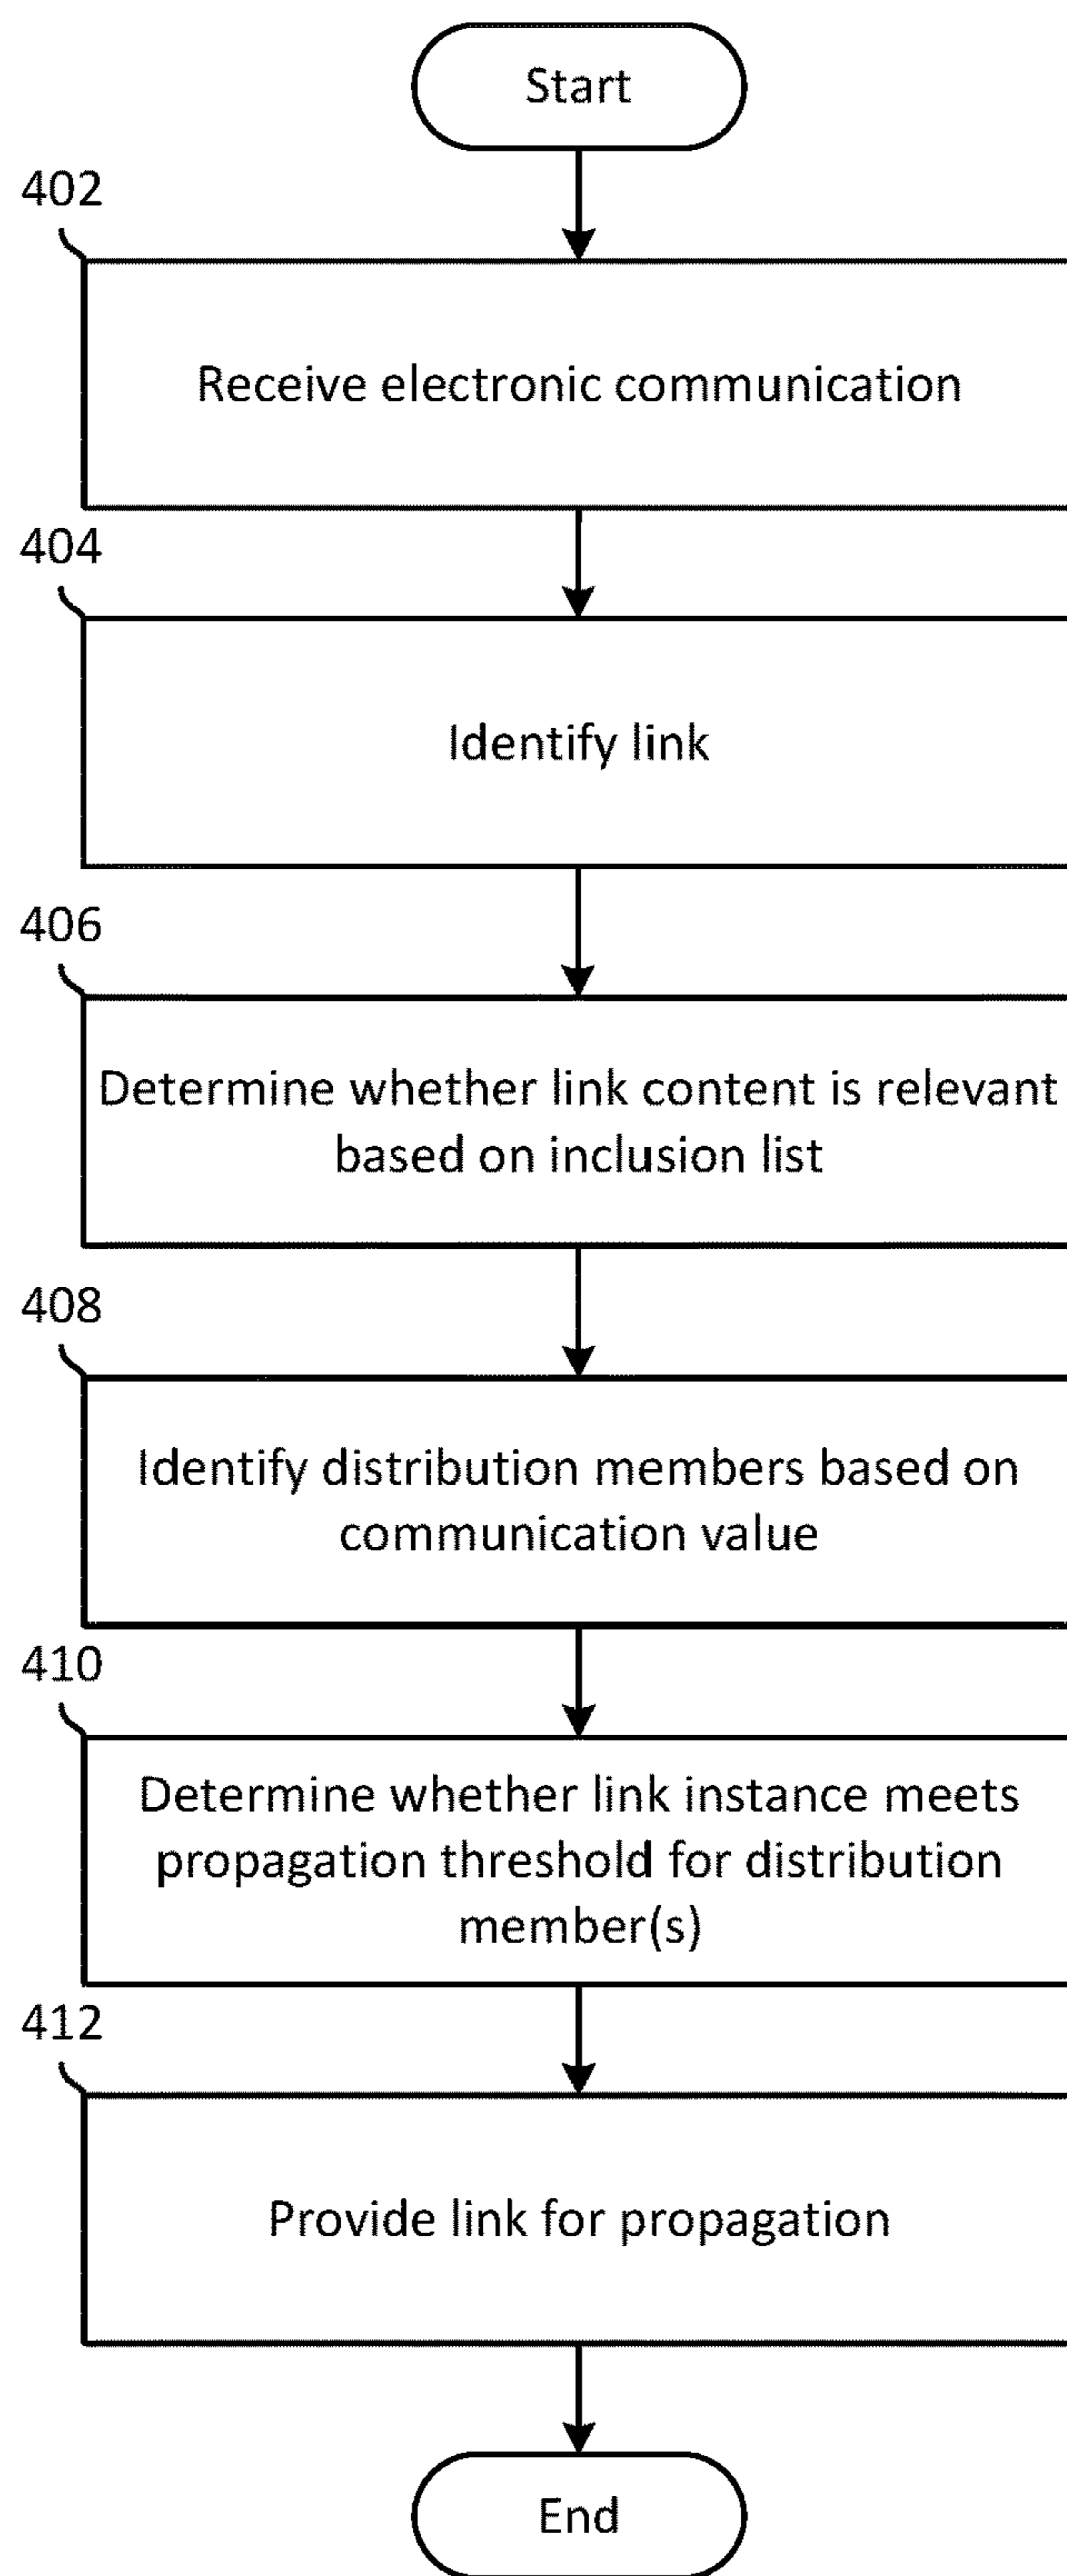 Start
402
Receive electronic communication
404
Identify link
406
Determine whether link content is relevant
based on inclusion list
408
Identify distribution members based on
communication value
410
Determine whether link instance meets
propagation threshold for distribution
member(s)
412
Provide link for propagation
End